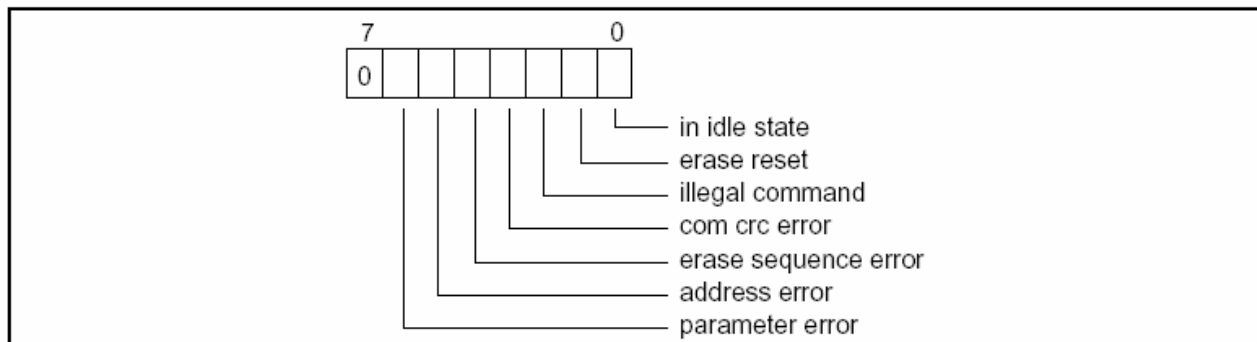 7 0
0
in idle state
erase reset
illegal command
com crc error
erase sequence error
address error
parameter error